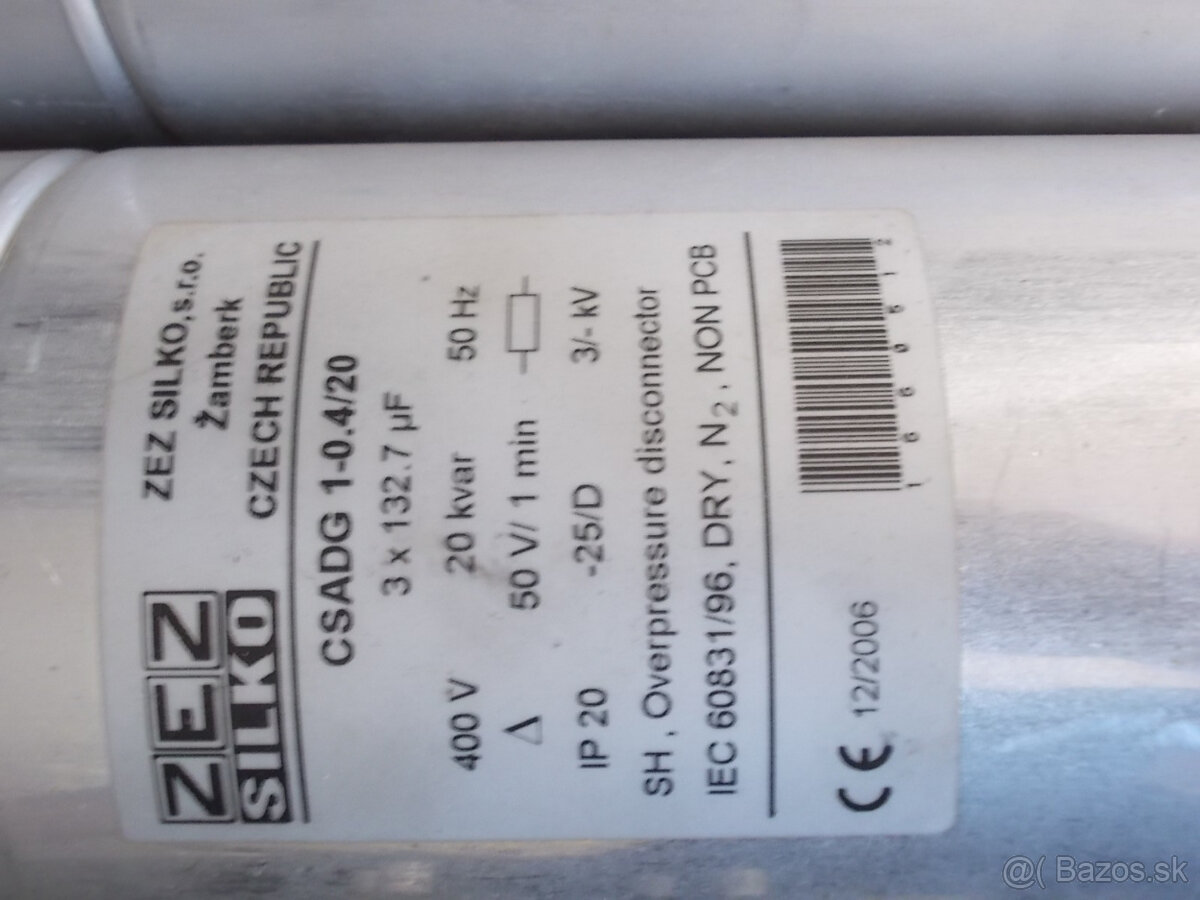 ZEZ SILKO
ZEZ SILKO, s.r.o.
Žamberk
CZECH REPUBLIC
CSADG 1-0.4/20
3 x 132.7 µF
400 V 20 kvar 50 Hz
Δ 50 V/ 1 min
IP 20 -25/D 3/- kV
SH , Overpressure disconnector
IEC 60831/96, DRY, N₂ , NON PCB
CE 12/2006
@( Bazos.sk